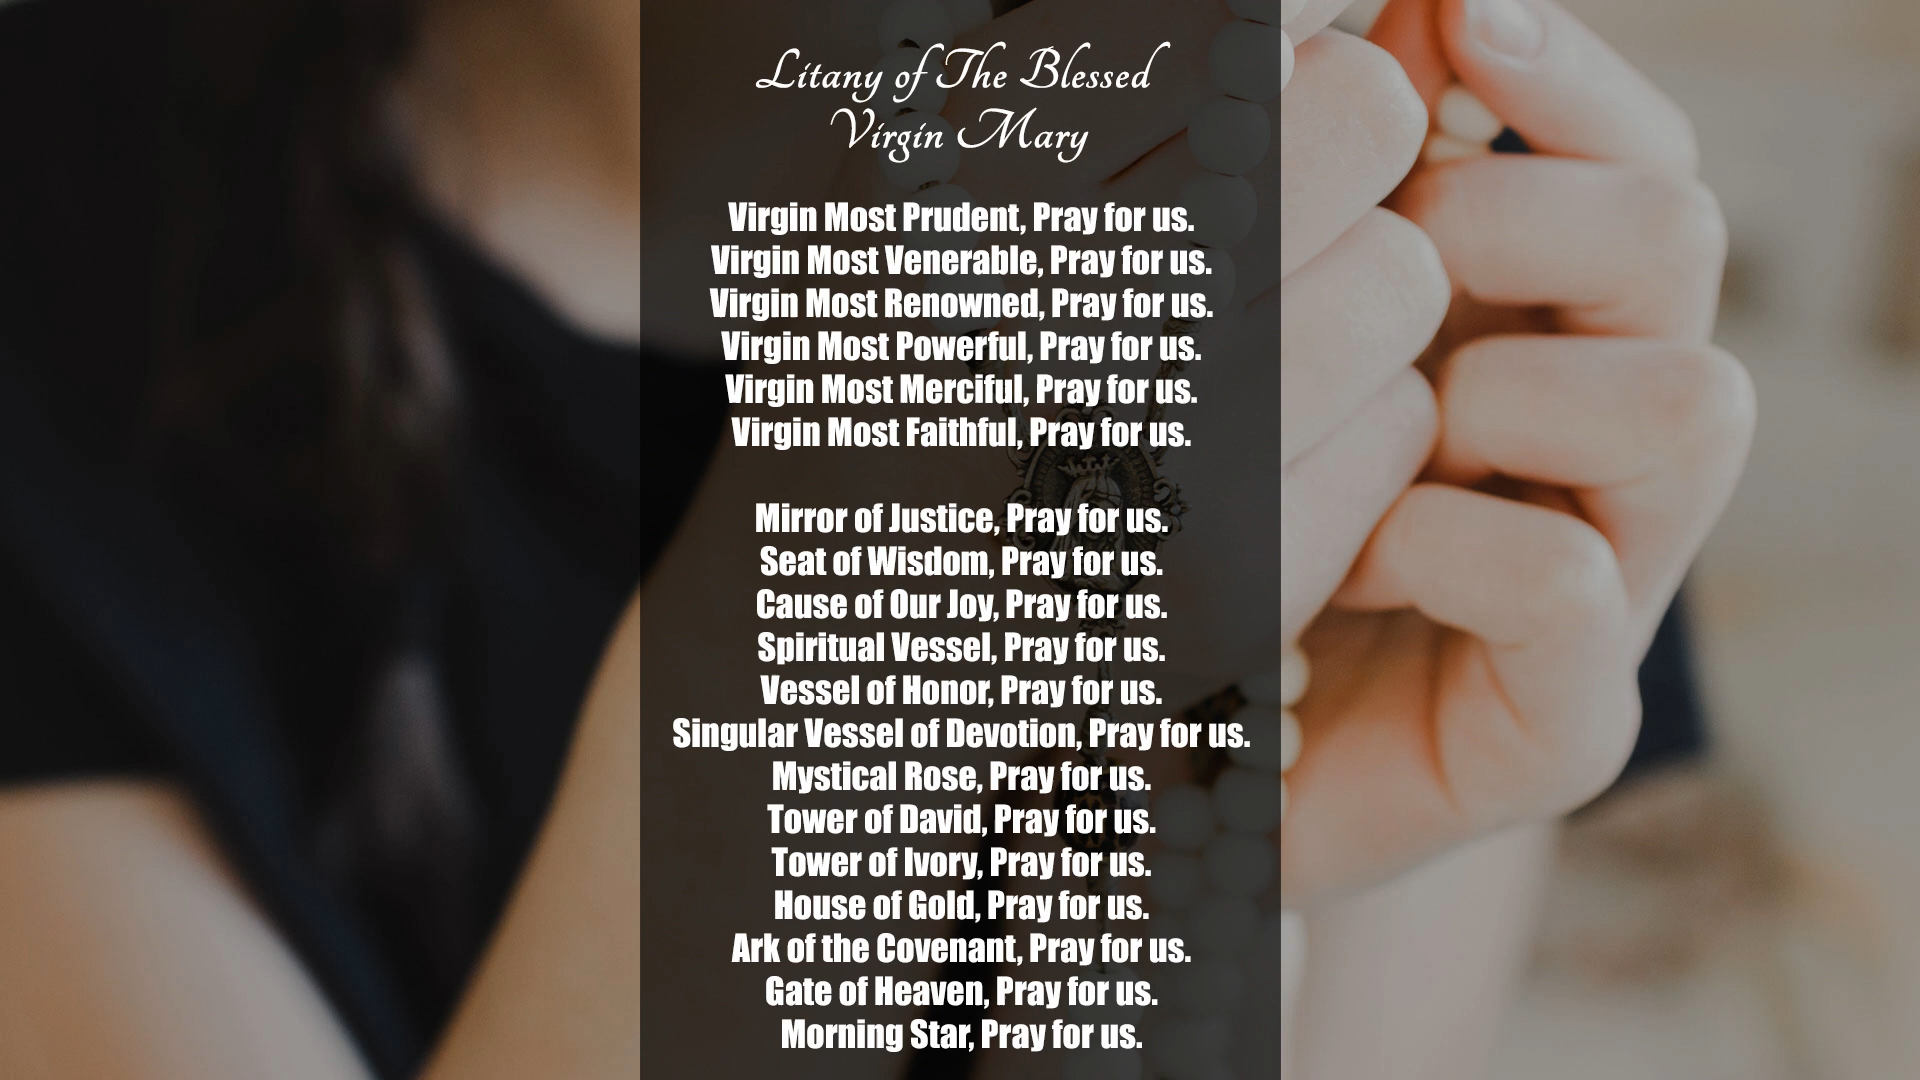 Litany of The Blessed
Virgin Mary
Virgin Most Prudent, Pray for us.
Virgin Most Venerable, Pray for us.
Virgin Most Renowned, Pray for us.
Virgin Most Powerful, Pray for us.
Virgin Most Merciful, Pray for us.
Virgin Most Faithful, Pray for us.
Mirror of Justice, Pray for us.
Seat of Wisdom, Pray for us.
Cause of Our Joy, Pray for us.
Spiritual Vessel, Pray for us.
Vessel of Honor, Pray for us.
Singular Vessel of Devotion, Pray for us.
Mystical Rose, Pray for us.
Tower of David, Pray for us.
Tower of Ivory, Pray for us.
House of Gold, Pray for us.
Ark of the Covenant, Pray for us.
Gate of Heaven, Pray for us.
Morning Star, Pray for us.